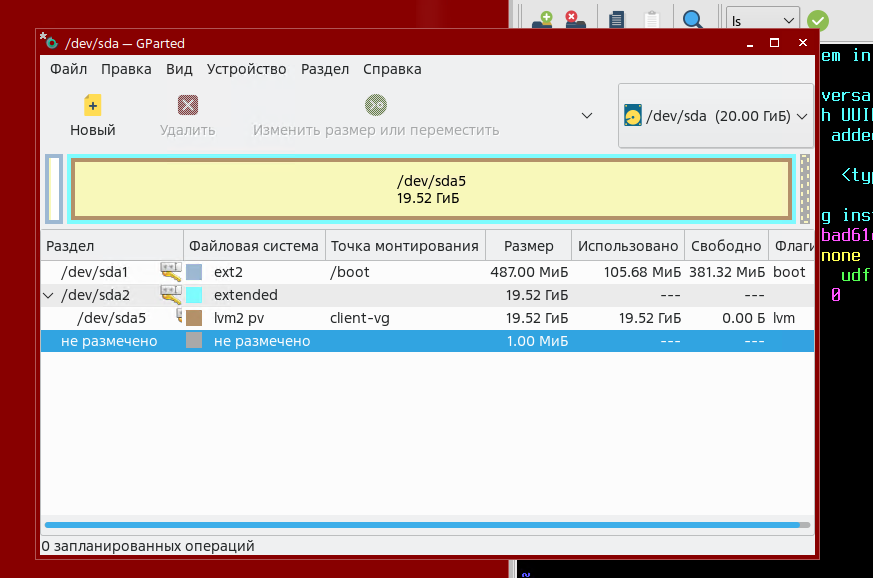 ls
/dev/sda — GParted
Файл Правка Вид Устройство Раздел Справка
Новый Удалить Изменить размер или переместить /dev/sda (20.00 ГиБ)
/dev/sda5
19.52 ГиБ
Раздел Файловая система Точка монтирования Размер Использовано Свободно Флаги
/dev/sda1 ext2 /boot 487.00 МиБ 105.68 МиБ 381.32 МиБ boot
/dev/sda2 extended 19.52 ГиБ --- ---
/dev/sda5 lvm2 pv client-vg 19.52 ГиБ 19.52 ГиБ 0.00 Б lvm
не размечено не размечено 1.00 МиБ --- ---
0 запланированных операций
em in
versa
h UUI
adde
<ty
g ins
bad61
none
udf
0
~